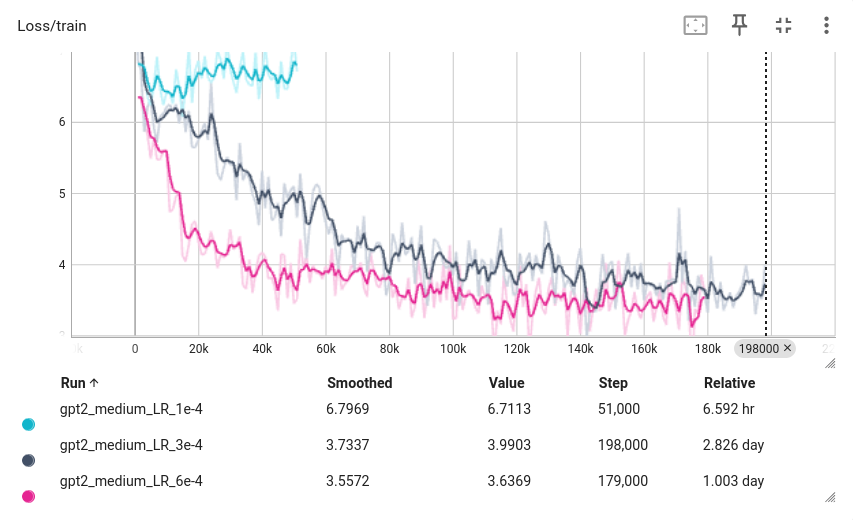 Loss/train
6
5
4
0 20k 40k 60k 80k 100k 120k 140k 160k 180k 198000 ✕
Run ↑ Smoothed Value Step Relative
gpt2_medium_LR_1e-4 6.7969 6.7113 51,000 6.592 hr
gpt2_medium_LR_3e-4 3.7337 3.9903 198,000 2.826 day
gpt2_medium_LR_6e-4 3.5572 3.6369 179,000 1.003 day